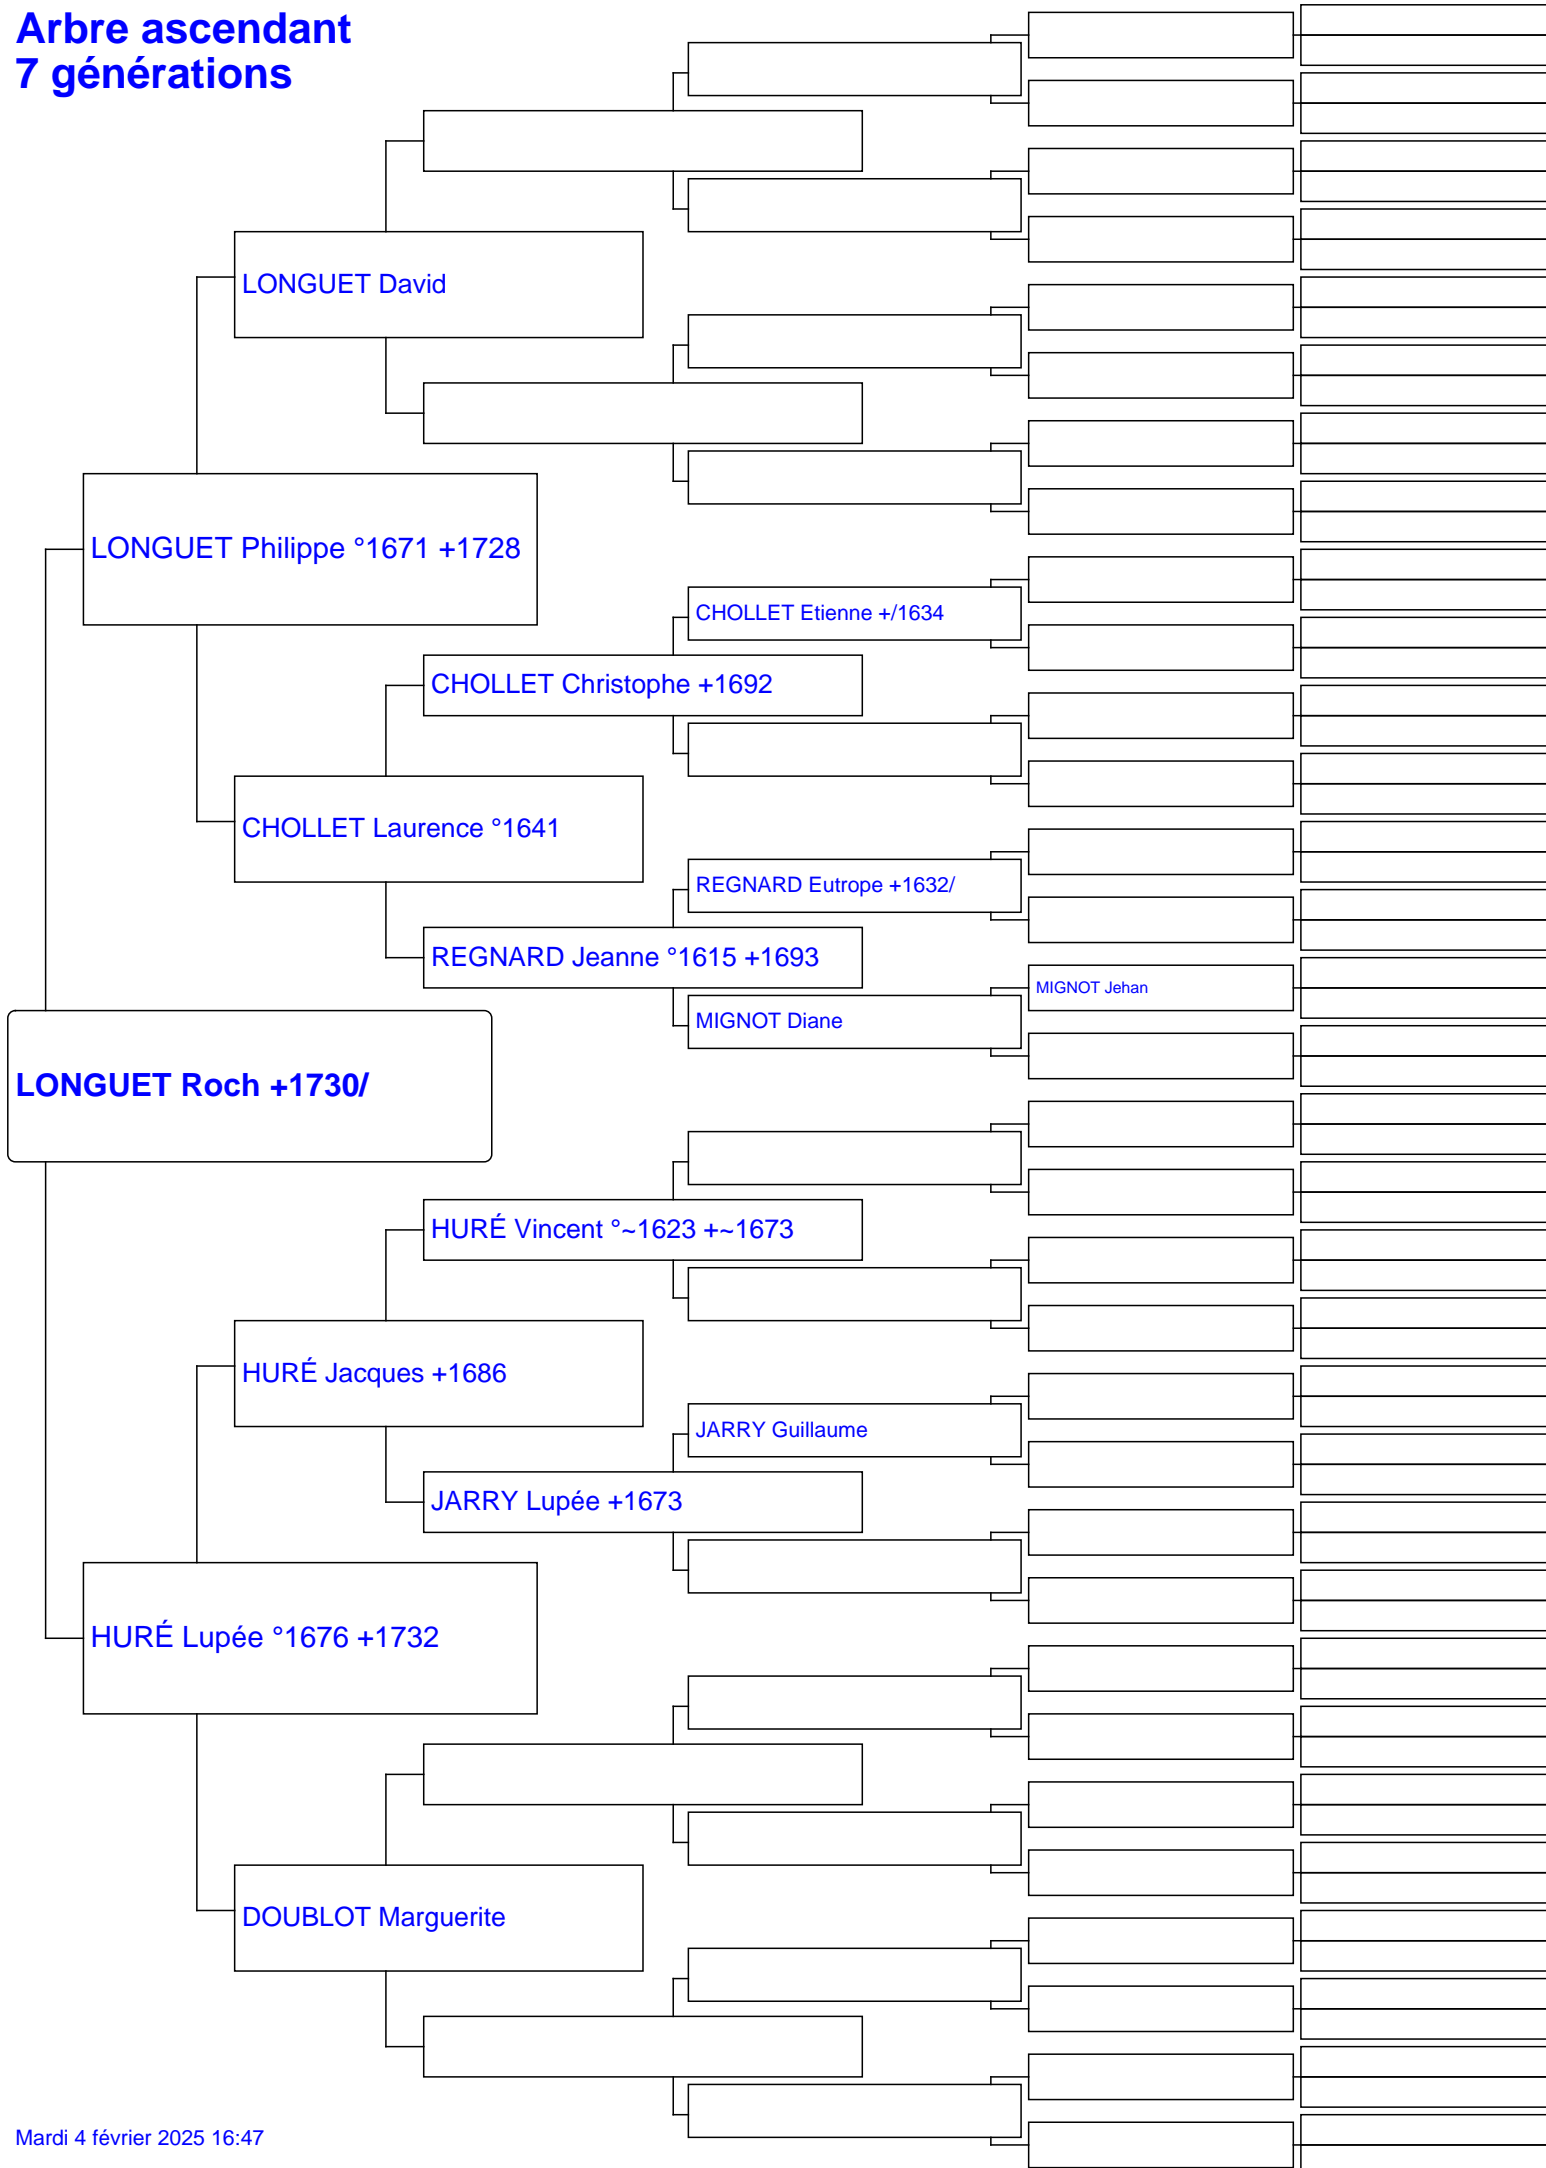 Arbre ascendant
7 générations
LONGUET David
LONGUET Philippe °1671 +1728
CHOLLET Etienne +/1634
CHOLLET Christophe +1692
CHOLLET Laurence °1641
REGNARD Eutrope +1632/
REGNARD Jeanne °1615 +1693
MIGNOT Jehan
MIGNOT Diane
LONGUET Roch +1730/
HURÉ Vincent °~1623 +~1673
HURÉ Jacques +1686
JARRY Guillaume
JARRY Lupée +1673
HURÉ Lupée °1676 +1732
DOUBLOT Marguerite
Mardi 4 février 2025 16:47